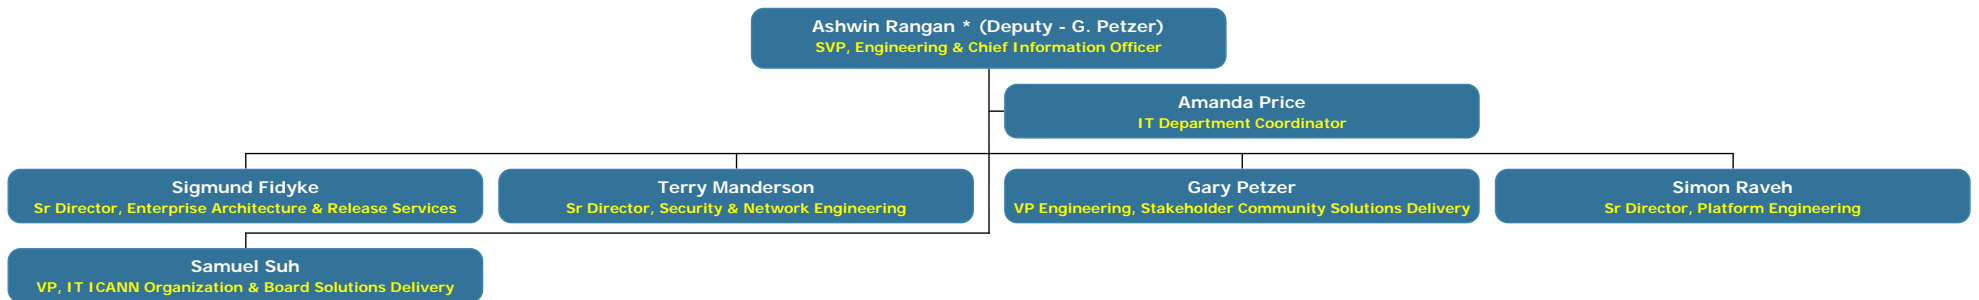 Ashwin Rangan * (Deputy - G. Petzer)
SVP, Engineering & Chief Information Officer
Amanda Price
IT Department Coordinator
Sigmund Fidyke
Sr Director, Enterprise Architecture & Release Services
Terry Manderson
Sr Director, Security & Network Engineering
Gary Petzer
VP Engineering, Stakeholder Community Solutions Delivery
Simon Raveh
Sr Director, Platform Engineering
Samuel Suh
VP, IT ICANN Organization & Board Solutions Delivery